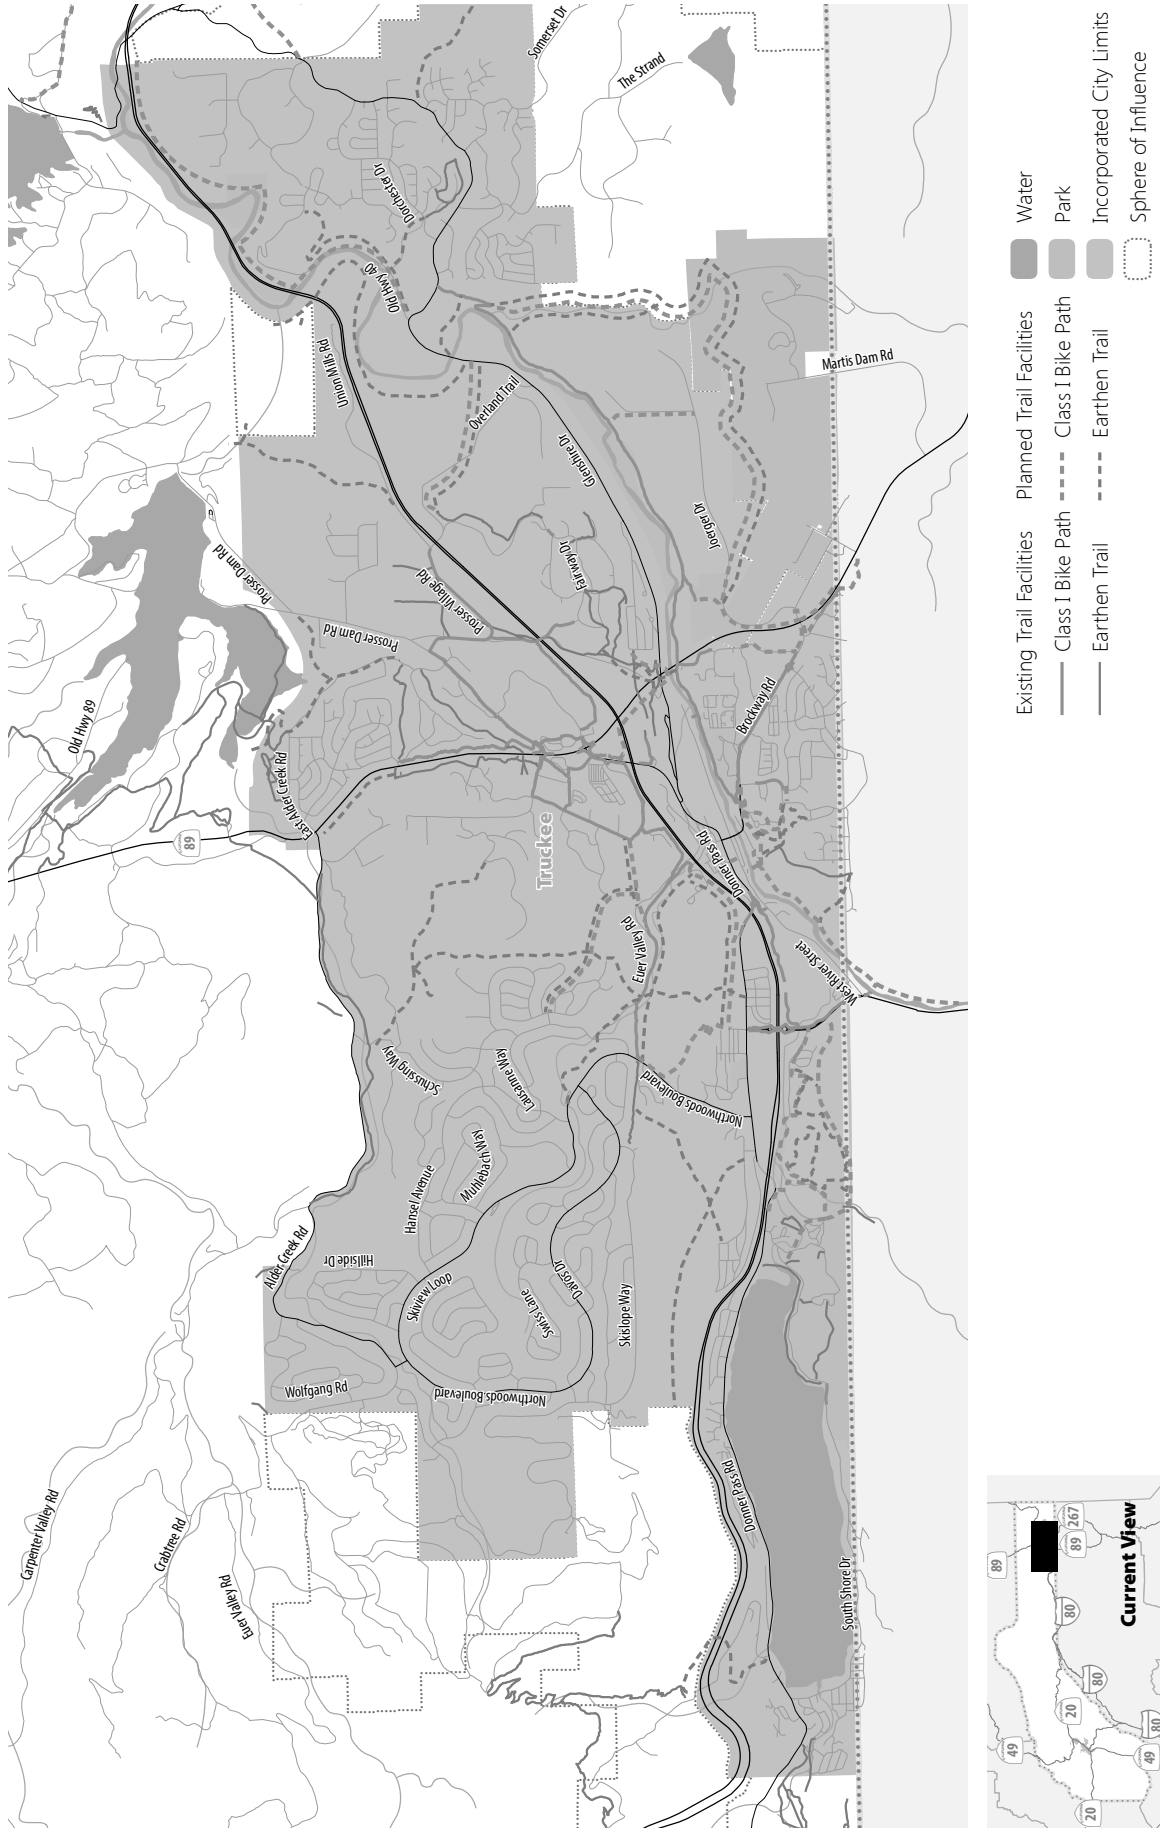 Carpenter Valley Rd
Crabtree Rd
Euer Valley Rd
Alder Creek Rd
Wolfgang Rd
Hillside Dr
Skiview Loop
Hansel Avenue
Muhlebach Way
Schussing Way
Lausanne Way
Swiss Lane
Davos Dr
Skislope Way
Northwoods Boulevard
Northwoods Boulevard
Donner Pass Rd
South Shore Dr
Euer Valley Rd
Donner Pass Rd
West River Street
Truckee
89
Old Hwy 89
East Alder Creek Rd
Prosser Dam Rd
Prosser Dam Rd
Prosser Village Rd
Fairway Dr
Brockway Rd
Joerger Dr
Glenshire Dr
Overland Trail
Union Mills Rd
Old Hwy 40
Dorchester Dr
Martis Dam Rd
Somerset Dr
The Strand
Existing Trail Facilities
Class I Bike Path
Earthen Trail
Planned Trail Facilities
Class I Bike Path
Earthen Trail
Water
Park
Incorporated City Limits
Sphere of Influence
89
267
89
80
80
20
49
80
49
20
Current View